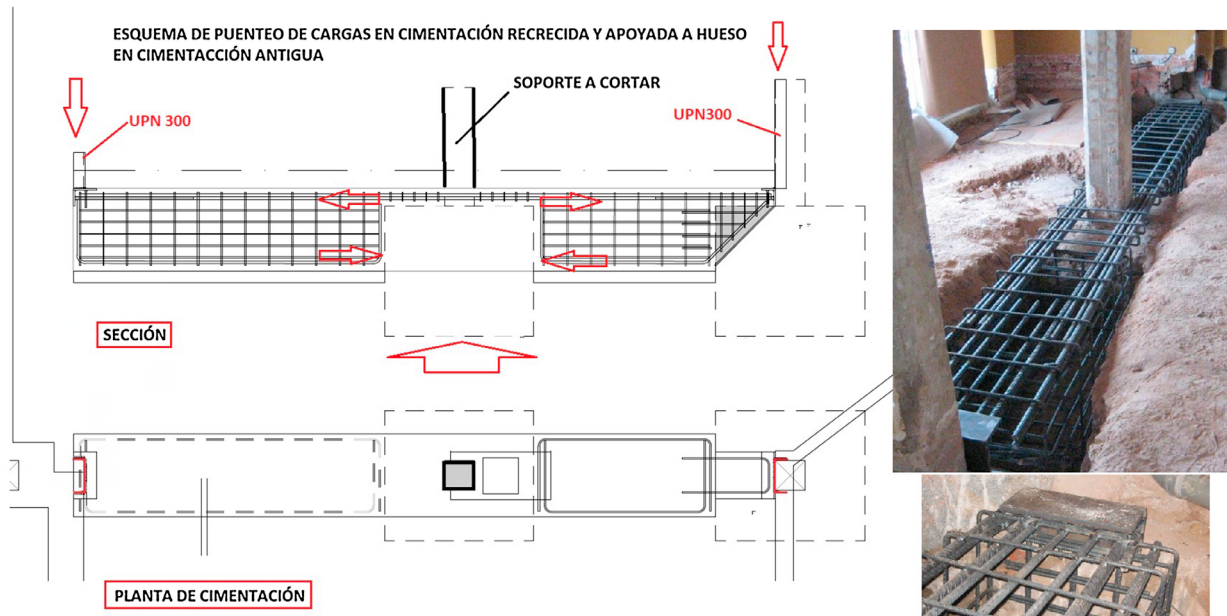 ESQUEMA DE PUENTEO DE CARGAS EN CIMENTACIÓN RECRECIDA Y APOYADA A HUESO
EN CIMENTACCIÓN ANTIGUA
SOPORTE A CORTAR
UPN 300
UPN300
SECCIÓN
PLANTA DE CIMENTACIÓN